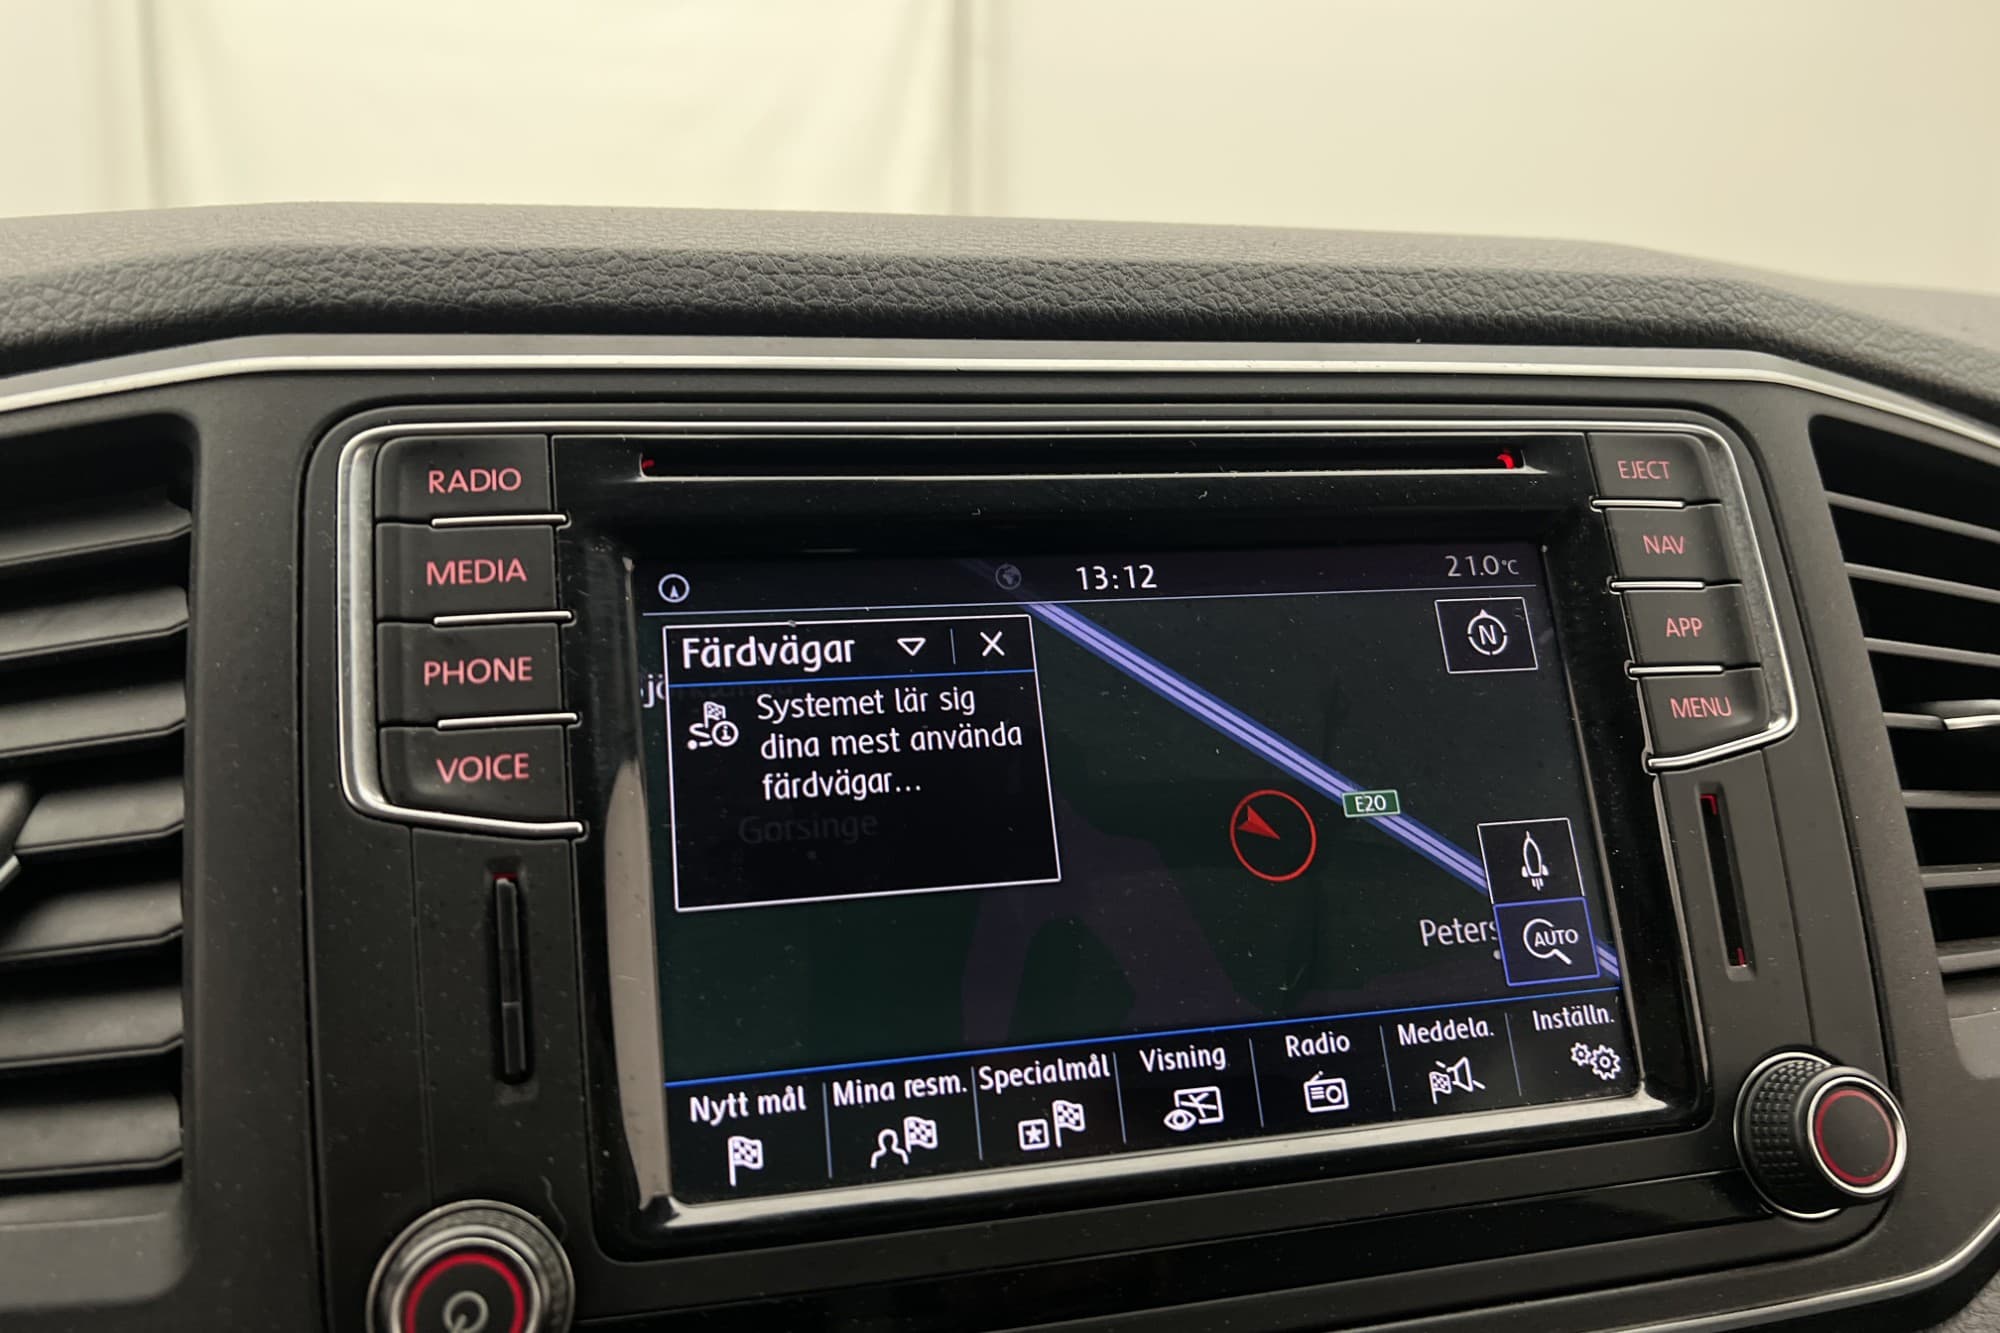 RADIO
MEDIA
PHONE
VOICE
EJECT
NAV
APP
MENU
13:12
21.0°C
Färdvägar
Systemet lär sig
dina mest använda
färdvägar...
Gorsinge
N
E20
AUTO
Nytt mål
Mina resm.
Specialmål
Visning
Radio
Meddela.
Inställn.